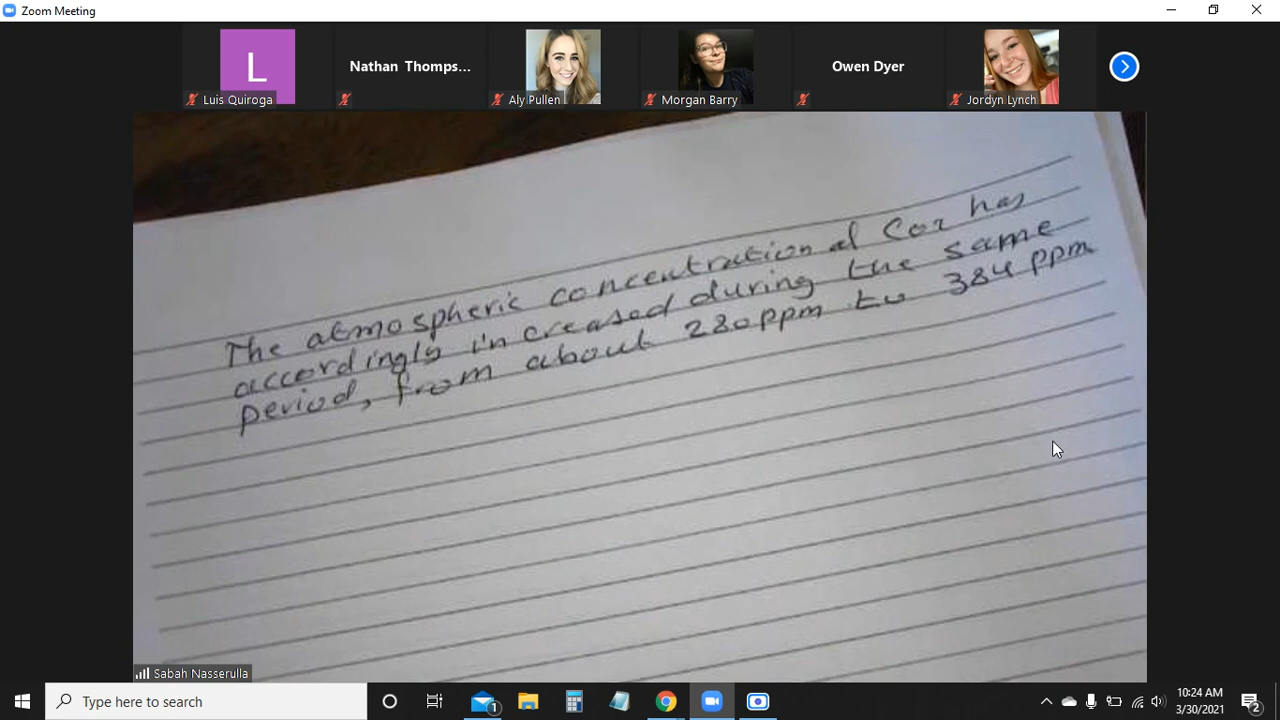 Zoom Meeting
L
Luis Quiroga
Nathan Thomps...
Aly Pullen
Morgan Barry
Owen Dyer
Jordyn Lynch
The atmospheric concentration of Co2 has
accordingly increased during the same
period, from about 280ppm to 384 ppm
Sabah Nasserulla
Type here to search
1
10:24 AM
3/30/2021
2